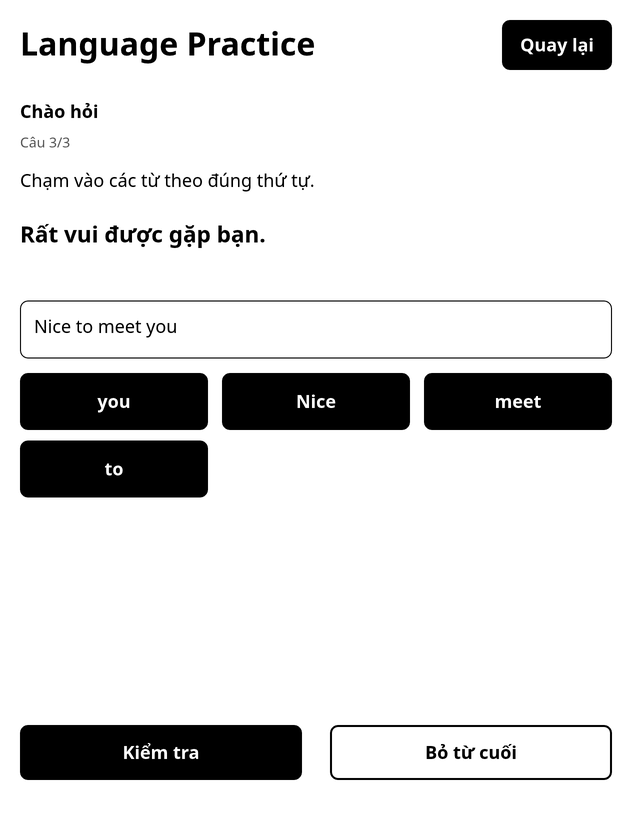 Language Practice
Quay lại
Chào hỏi
Câu 3/3
Chạm vào các từ theo đúng thứ tự.
Rất vui được gặp bạn.
Nice to meet you
you
Nice
meet
to
Kiểm tra
Bỏ từ cuối